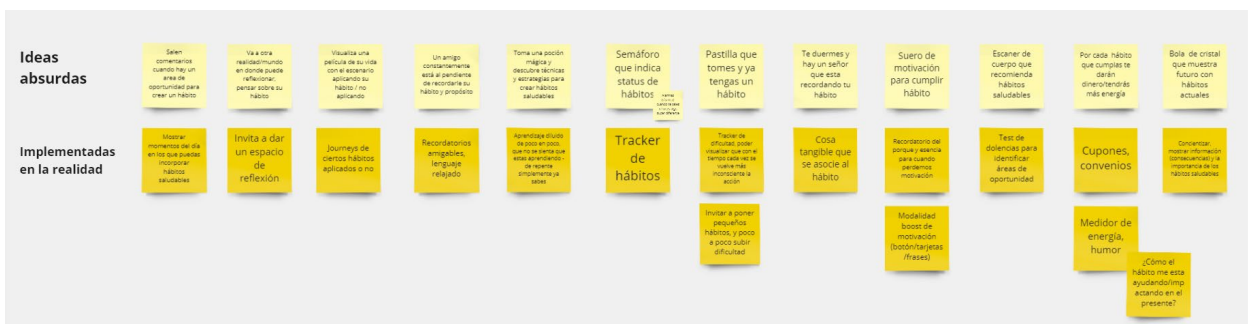 Ideas
absurdas
Salen
comentarios
cuando hay un
area de
oportunidad para
crear un hábito
Va a otra
realidad/mundo
en donde puede
reflexionar,
pensar sobre su
hábito
Visualiza una
película de su vida
con el escenario
aplicando su
hábito / no
aplicando
Un amigo
constantemente
está al pendiente
de recordarle su
hábito y propósito
Toma una poción
mágica y
descubre técnicas
y estrategias para
crear hábitos
saludables
Semáforo
que indica
status de
hábitos
Pastilla que
tomes y ya
tengas un
hábito
Te duermes y
hay un señor
que esta
recordando tu
hábito
Suero de
motivación
para cumplir
hábito
Escaner de
cuerpo que
recomienda
hábitos
saludables
Por cada hábito
que cumplas te
darán
dinero/tendrás
más energía
Bola de cristal
que muestra
futuro con
hábitos
actuales
Implementadas
en la realidad
Mostrar
momentos del día
en los que puedas
incorporar
hábitos
saludables
Invita a dar
un espacio
de
reflexión
Journeys de
ciertos hábitos
aplicados o no
Recordatorios
amigables,
lenguaje
relajado
Aprendizaje diluido
de poco en poco,
que no se sienta que
estas aprendiendo -
de repente
simplemente ya
sabes
Tracker
de
hábitos
Tracker de
dificultad, poder
visualizar que con el
tiempo cada vez se
vuelve más
inconsciente la
acción
Cosa
tangible que
se asocie al
hábito
Recordatorio del
porque y esencia
para cuando
perdemos
motivación
Test de
dolencias para
identificar
áreas de
oportunidad
Cupones,
convenios
Concientizar,
mostrar información
(consecuencias) y la
importancia de los
hábitos saludables
Invitar a poner
pequeños
hábitos, y poco
a poco subir
dificultad
Modalidad
boost de
motivación
(botón/tarjetas
/frases)
Medidor de
energía,
humor
¿Cómo el
hábito me esta
ayudando/imp
actando en el
presente?